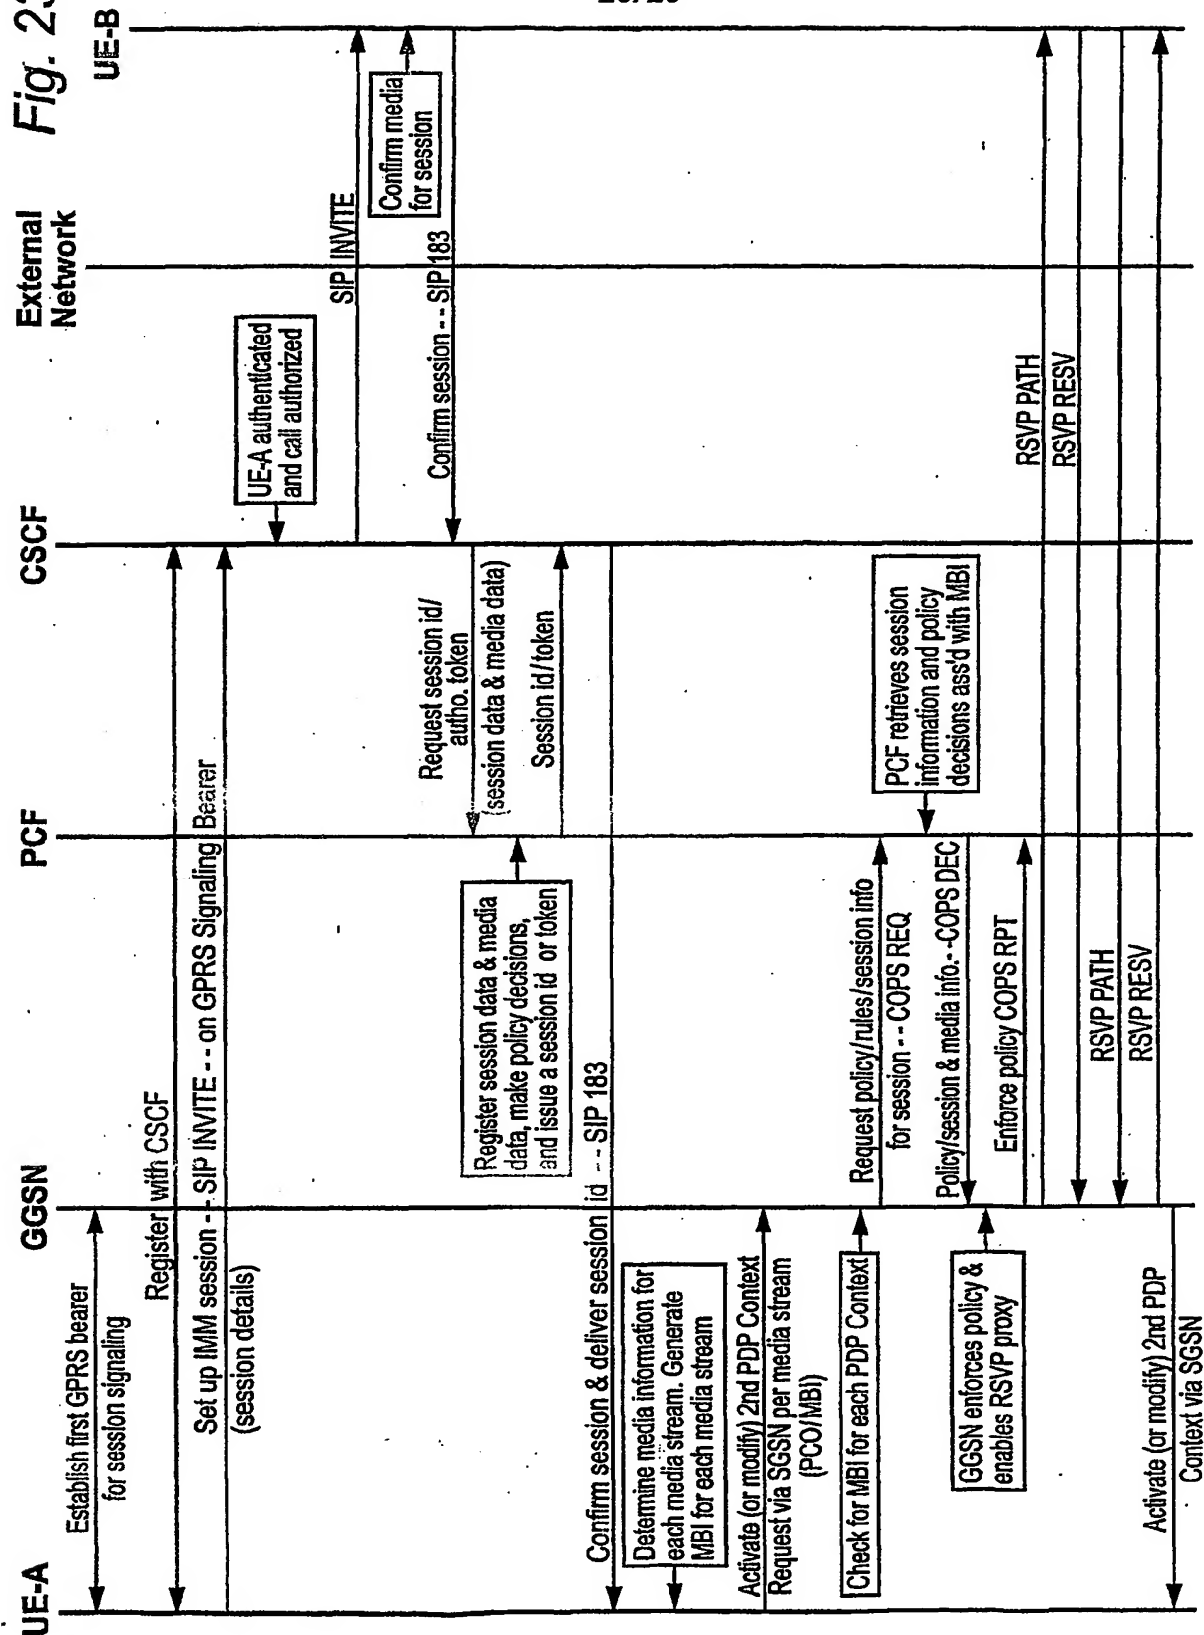 Fig. 23
UE-A
GGSN
PCF
CSCF
External
Network
UE-B
Establish first GPRS bearer
for session signaling
Register with CSCF
Set up IMM session -- SIP INVITE -- on GPRS Signaling Bearer
(session details)
UE-A authenticated
and call authorized
SIP INVITE
Confirm media
for session
Confirm session -- SIP 183
Request session id/
autho. token
(session data & media data)
Register session data & media
data, make policy decisions,
and issue a session id or token
Session id/token
Confirm session & deliver session id -- SIP 183
Determine media information for
each media stream. Generate
MBI for each media stream
Activate (or modify) 2nd PDP Context
Request via SGSN per media stream
(PCO/MBI)
Check for MBI for each PDP Context
Request policy/rules/session info
for session -- COPS REQ
PCF retrieves session
information and policy
decisions ass'd with MBI
Policy/session & media info.--COPS DEC
GGSN enforces policy &
enables RSVP proxy
Enforce policy COPS RPT
RSVP PATH
RSVP RESV
RSVP PATH
RSVP RESV
Activate (or modify) 2nd PDP
Context via SGSN